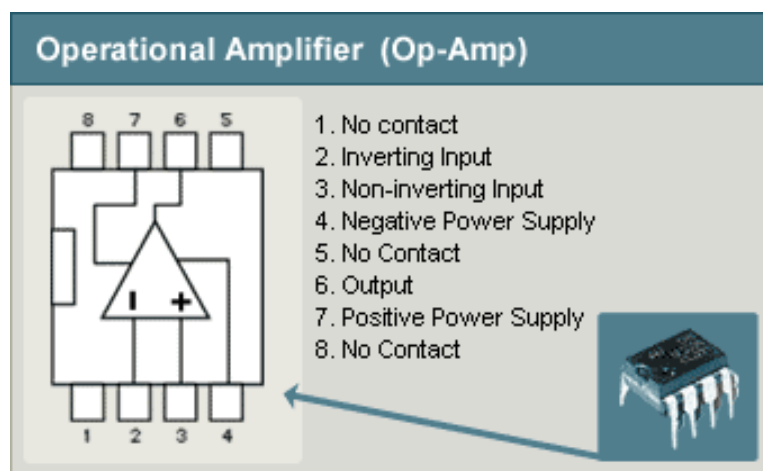 Operational Amplifier (Op-Amp)
8 7 6 5
1. No contact
2. Inverting Input
3. Non-inverting Input
4. Negative Power Supply
5. No Contact
6. Output
7. Positive Power Supply
8. No Contact
1 2 3 4